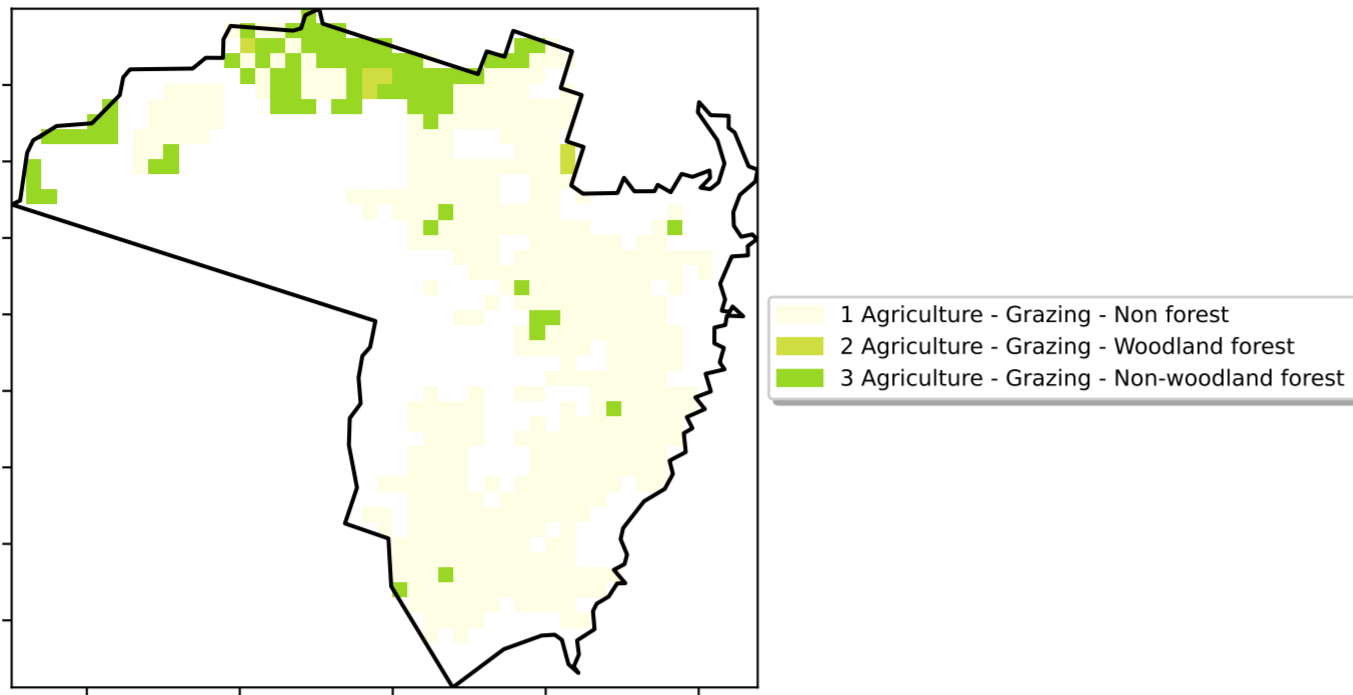 1 Agriculture - Grazing - Non forest
2 Agriculture - Grazing - Woodland forest
3 Agriculture - Grazing - Non-woodland forest